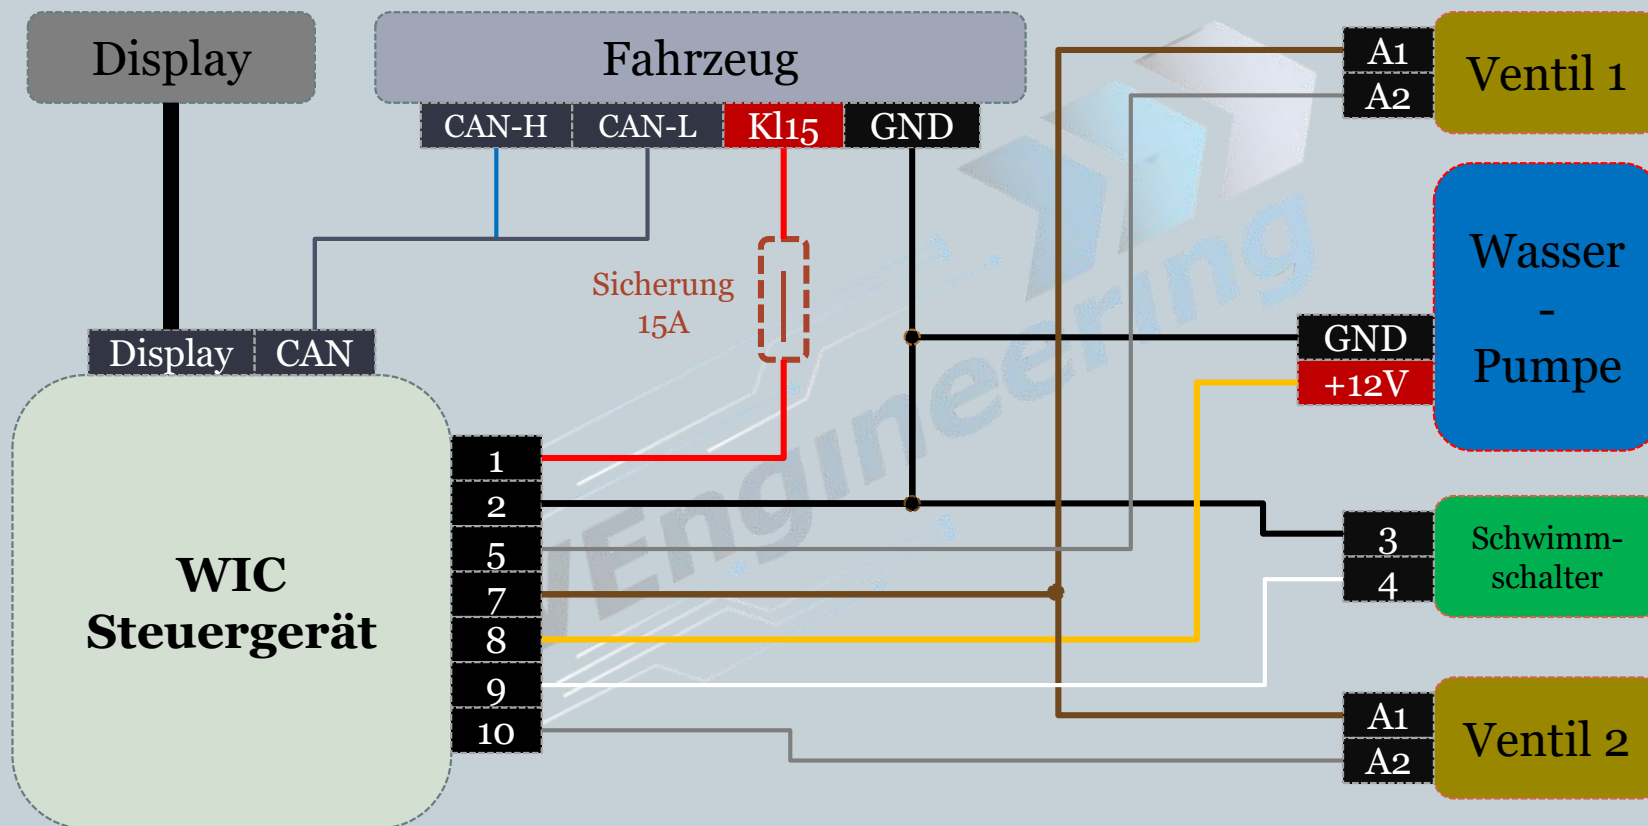 Display
Fahrzeug
CAN-H
CAN-L
Kl15
GND
A1
A2
Ventil 1
Sicherung
15A
Wasser
-
Pumpe
GND
+12V
Display
CAN
WIC
Steuergerät
1
2
5
7
8
9
10
3
4
Schwimm-
schalter
A1
A2
Ventil 2
VEngineering